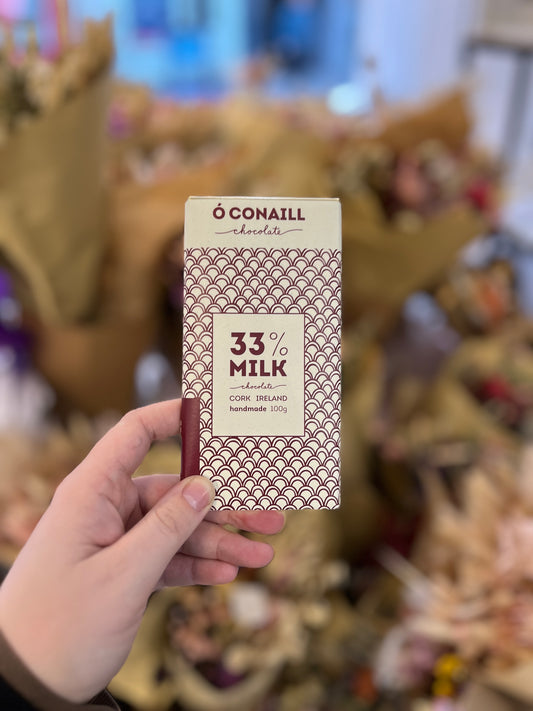 Ó CONAILL
chocolate
33%
MILK
chocolate
CORK IRELAND
handmade 100g